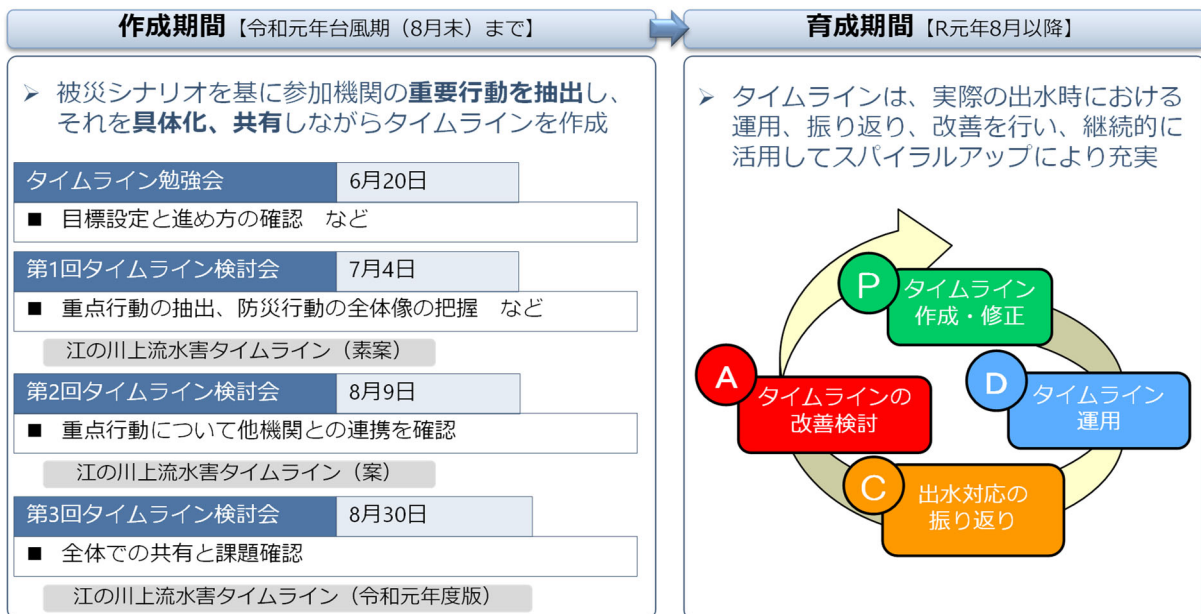 作成期間【令和元年台風期（8月末）まで】
➢ 被災シナリオを基に参加機関の重要行動を抽出し、
それを具体化、共有しながらタイムラインを作成
タイムライン勉強会 6月20日
■ 目標設定と進め方の確認　など
第1回タイムライン検討会 7月4日
■ 重点行動の抽出、防災行動の全体像の把握　など
江の川上流水害タイムライン（素案）
第2回タイムライン検討会 8月9日
■ 重点行動について他機関との連携を確認
江の川上流水害タイムライン（案）
第3回タイムライン検討会 8月30日
■ 全体での共有と課題確認
江の川上流水害タイムライン（令和元年度版）
育成期間【R元年8月以降】
➢ タイムラインは、実際の出水時における
運用、振り返り、改善を行い、継続的に
活用してスパイラルアップにより充実
P
タイムライン
作成・修正
D
タイムライン
運用
C
出水対応の
振り返り
A
タイムラインの
改善検討